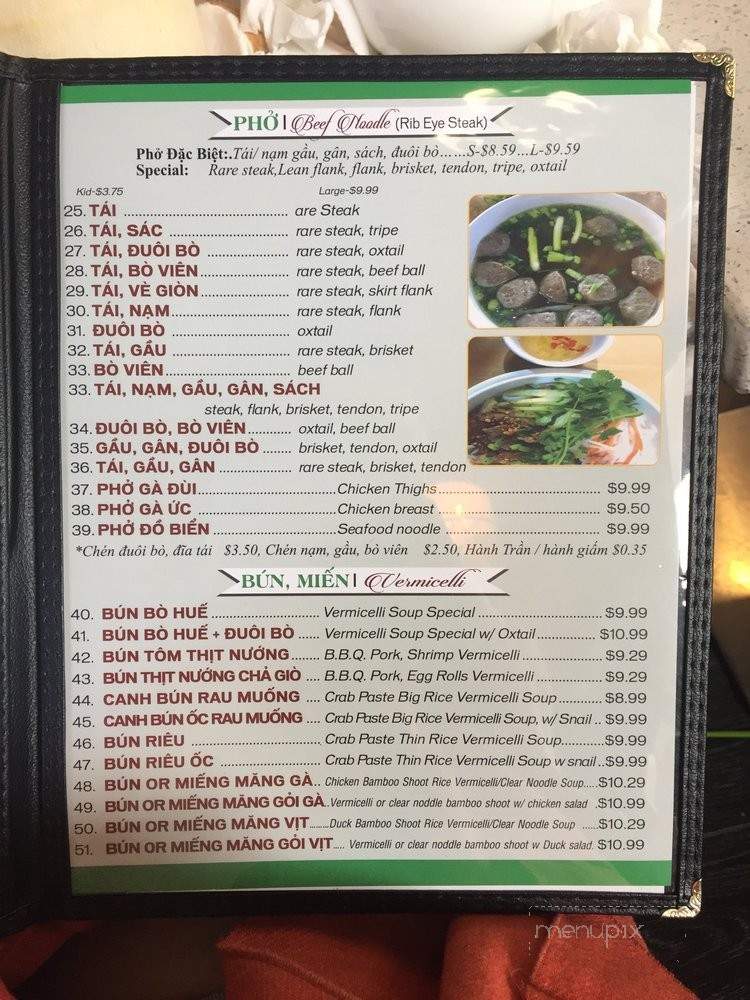 PHỞ | Beef Noodle (Rib Eye Steak)
Phở Đặc Biệt:.Tái/ nạm gầu, gân, sách, đuôi bò……S-$8.59…L-$9.59
Special: Rare steak,Lean flank, flank, brisket, tendon, tripe, oxtail
Kid-$3.75 Large-$9.99
25. TÁI ........................................ are Steak
26. TÁI, SÁC ............................. rare steak, tripe
27. TÁI, ĐUÔI BÒ .................... rare steak, oxtail
28. TÁI, BÒ VIÊN...................... rare steak, beef ball
29. TÁI, VÈ GIÒN...................... rare steak, skirt flank
30. TÁI, NẠM............................. rare steak, flank
31. ĐUÔI BÒ .............................. oxtail
32. TÁI, GẦU ............................ rare steak, brisket
33. BÒ VIÊN.............................. beef ball
33. TÁI, NẠM, GẦU, GÂN, SÁCH
steak, flank, brisket, tendon, tripe
34. ĐUÔI BÒ, BÒ VIÊN........... oxtail, beef ball
35. GẦU, GÂN, ĐUÔI BÒ ....... brisket, tendon, oxtail
36. TÁI, GẦU, GÂN .................. rare steak, brisket, tendon
37. PHỞ GÀ ĐÙI..................................Chicken Thighs......................................... $9.99
38. PHỞ GÀ ỨC ...................................Chicken breast .......................................... $9.50
39. PHỞ ĐỒ BIỂN...............................Seafood noodle ....................................... $9.99
*Chén đuôi bò, đĩa tái $3.50, Chén nạm, gầu, bò viên $2.50, Hành Trần / hành giấm $0.35
BÚN, MIẾN | Vermicelli
40. BÚN BÒ HUẾ ............................ Vermicelli Soup Special .............................. $9.99
41. BÚN BÒ HUẾ + ĐUÔI BÒ ...... Vermicelli Soup Special w/ Oxtail.............. $10.99
42. BÚN TÔM THỊT NƯỚNG....... B.B.Q. Pork, Shrimp Vermicelli .................. $9.29
43. BÚN THỊT NƯỚNG CHẢ GIÒ .... B.B.Q. Pork, Egg Rolls Vermicelli ............... $9.29
44. CANH BÚN RAU MUỐNG .... Crab Paste Big Rice Vermicelli Soup.......... $8.99
45. CANH BÚN ỐC RAU MUỐNG .... Crab Paste Big Rice Vermicelli Soup, w/ Snail .. $9.99
46. BÚN RIÊU ................................. Crab Paste Thin Rice Vermicelli Soup........... $9.99
47. BÚN RIÊU ỐC .......................... Crab Paste Thin Rice Vermicelli Soup w snail..$9.99
48. BÚN OR MIẾNG MĂNG GÀ.. Chicken Bamboo Shoot Rice Vermicelli/Clear Noodle Soup.....$10.29
49. BÚN OR MIẾNG MĂNG GỎI GÀ..Vermicelli or clear noddle bamboo shoot w/ chicken salad .$10.99
50. BÚN OR MIẾNG MĂNG VỊT.........Duck Bamboo Shoot Rice Vermicelli/Clear Noodle Soup .....$10.29
51. BÚN OR MIẾNG MĂNG GỎI VỊT.... Vermicelli or clear noddle bamboo shoot w Duck salad. $10.99
menupix